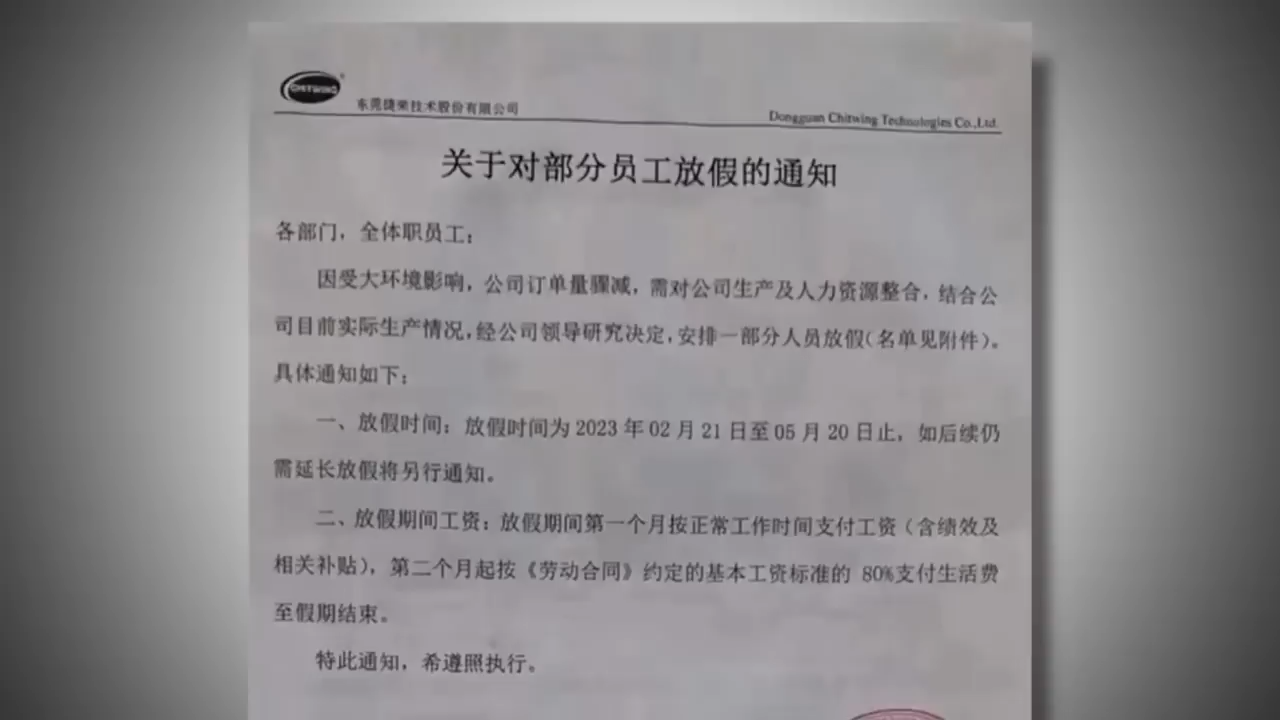 CHITWING
东莞捷荣技术股份有限公司
Dongguan Chitwing Technologies Co.,Ltd.
关于对部分员工放假的通知
各部门，全体职员工：
因受大环境影响，公司订单量骤减，需对公司生产及人力资源整合，结合公
司目前实际生产情况，经公司领导研究决定，安排一部分人员放假（名单见附件）。
具体通知如下：
一、放假时间：放假时间为 2023 年 02 月 21 日至 05 月 20 日止，如后续仍
需延长放假将另行通知。
二、放假期间工资：放假期间第一个月按正常工作时间支付工资（含绩效及
相关补贴），第二个月起按《劳动合同》约定的基本工资标准的 80%支付生活费
至假期结束。
特此通知，希遵照执行。